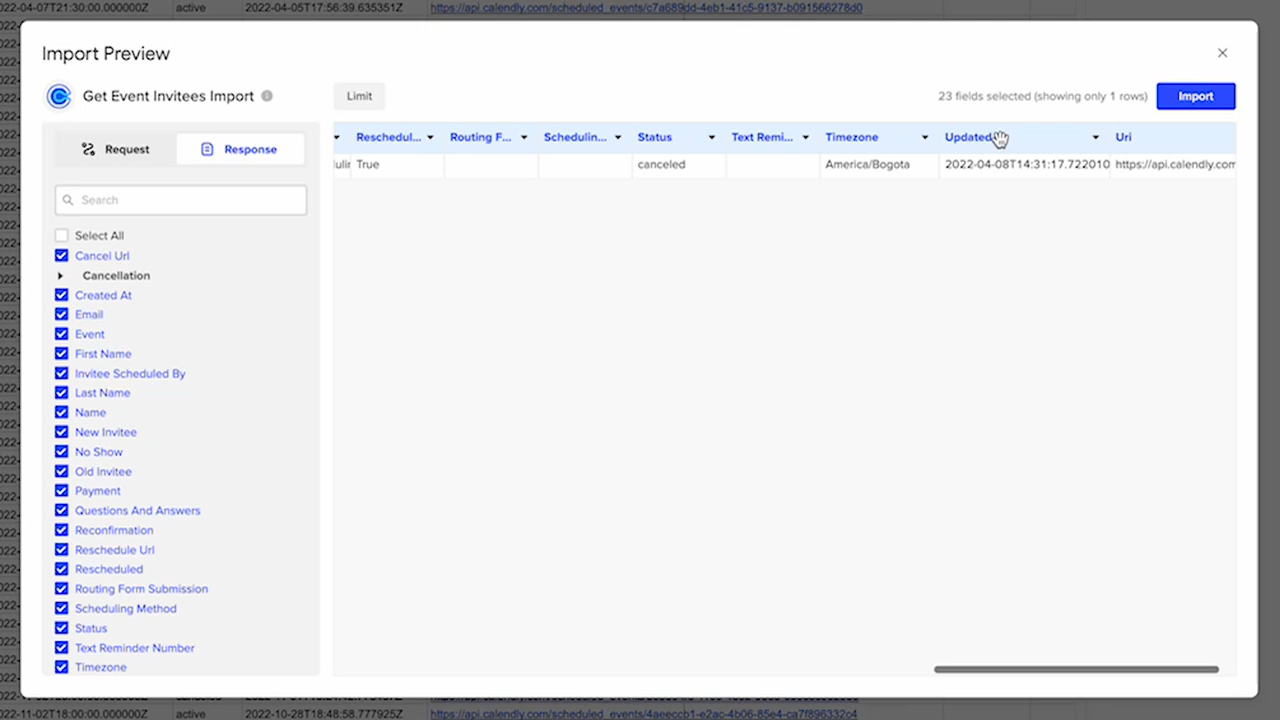 022-04-07T21:30:00.000000Z active 2022-04-05T17:56:39.635351Z https://api.calendly.com/scheduled_events/c7a689dd-4eb1-41c5-9137-b091566278d0
Import Preview
Get Event Invitees Import
Limit
23 fields selected (showing only 1 rows)
Import
Request
Response
Search
Select All
Cancel Url
Cancellation
Created At
Email
Event
First Name
Invitee Scheduled By
Last Name
Name
New Invitee
No Show
Old Invitee
Payment
Questions And Answers
Reconfirmation
Reschedule Url
Rescheduled
Routing Form Submission
Scheduling Method
Status
Text Reminder Number
Timezone
Reschedul... Routing F... Schedulin... Status Text Remi... Timezone Updated Uri
True canceled America/Bogota 2022-04-08T14:31:17.722010 https://api.calendly.com
022-11-02T18:00:00.000000Z active 2022-10-28T18:48:58.777925Z https://api.calendly.com/scheduled_events/4aeeccb1-e2ac-4b06-85e4-ca7f896332c4